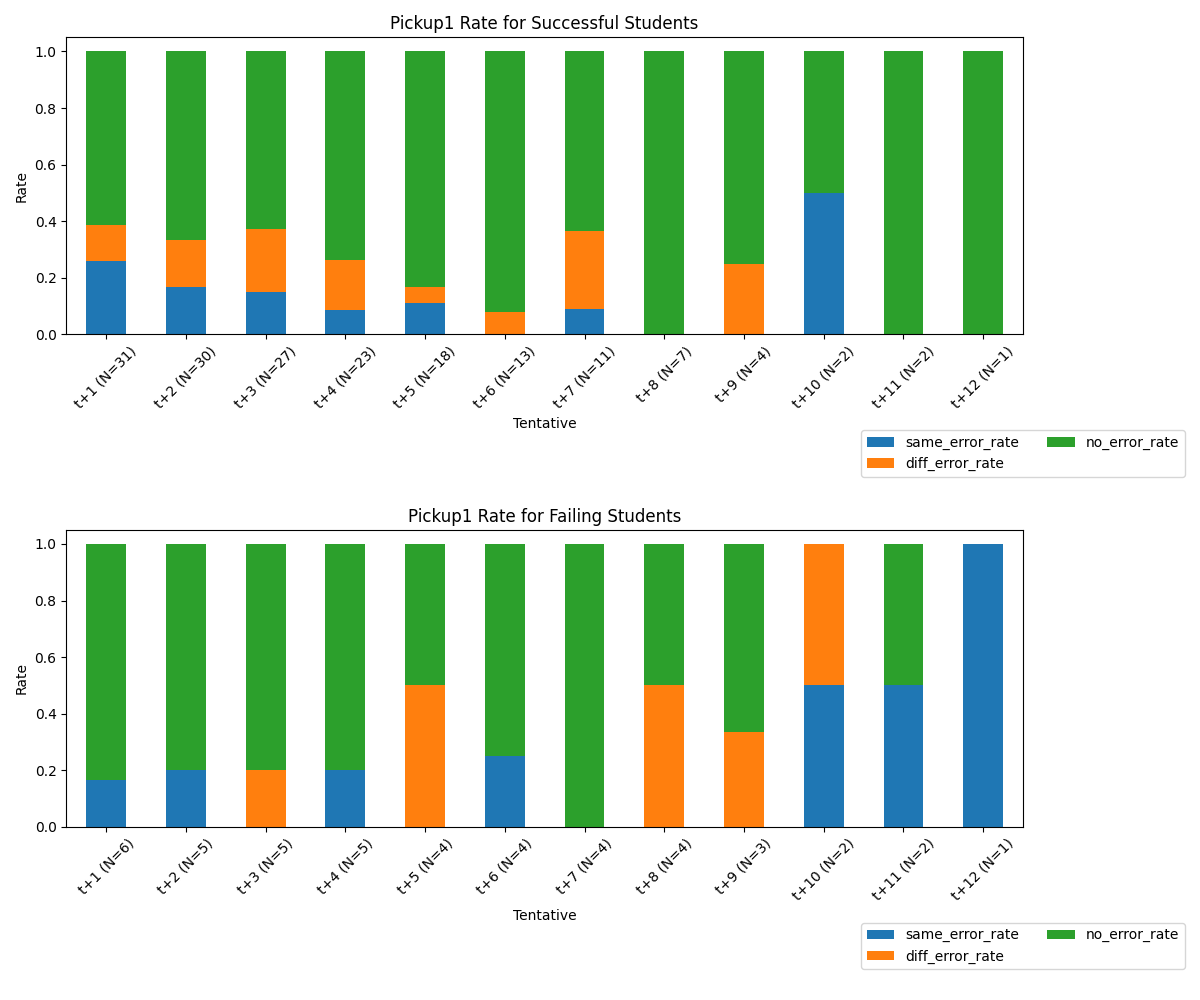 Pickup1 Rate for Successful Students
1.0
0.8
0.6
0.4
0.2
0.0
Rate
t+1 (N=31)
t+2 (N=30)
t+3 (N=27)
t+4 (N=23)
t+5 (N=18)
t+6 (N=13)
t+7 (N=11)
t+8 (N=7)
t+9 (N=4)
t+10 (N=2)
t+11 (N=2)
t+12 (N=1)
Tentative
same_error_rate
diff_error_rate
no_error_rate
Pickup1 Rate for Failing Students
1.0
0.8
0.6
0.4
0.2
0.0
Rate
t+1 (N=6)
t+2 (N=5)
t+3 (N=5)
t+4 (N=5)
t+5 (N=4)
t+6 (N=4)
t+7 (N=4)
t+8 (N=4)
t+9 (N=3)
t+10 (N=2)
t+11 (N=2)
t+12 (N=1)
Tentative
same_error_rate
diff_error_rate
no_error_rate